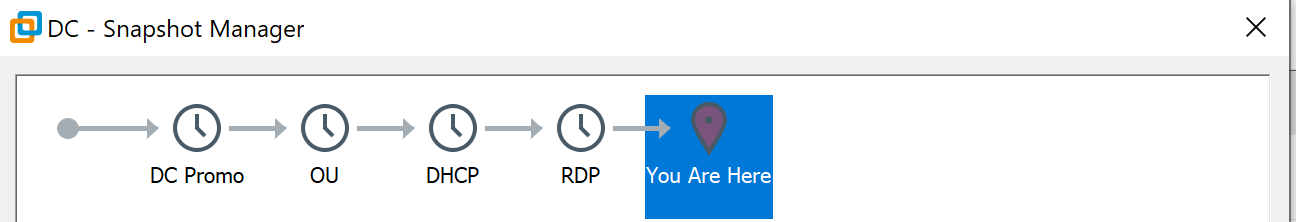 DC - Snapshot Manager
DC Promo
OU
DHCP
RDP
You Are Here